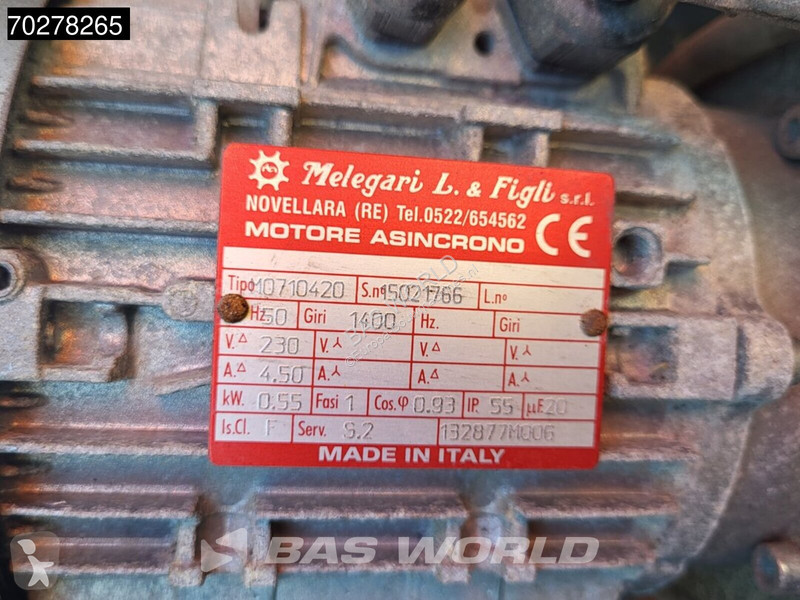 70278265
Melegari L. & Figli s.r.l.
NOVELLARA (RE) Tel.0522/654562
MOTORE ASINCRONO CE
Tipo 10710420 S.nº 15021766 L.nº
Hz 50 Giri 1400 Hz. Giri
V.Δ 230 V.⅄ V.Δ V.⅄
A.Δ 4.50 A.⅄ A.Δ A.⅄
kW. 0.55 Fasi 1 Cos.φ 0.93 IP. 55 µF. 20
Is.Cl. F Serv. S.2 132877M006
MADE IN ITALY
BAS WORLD